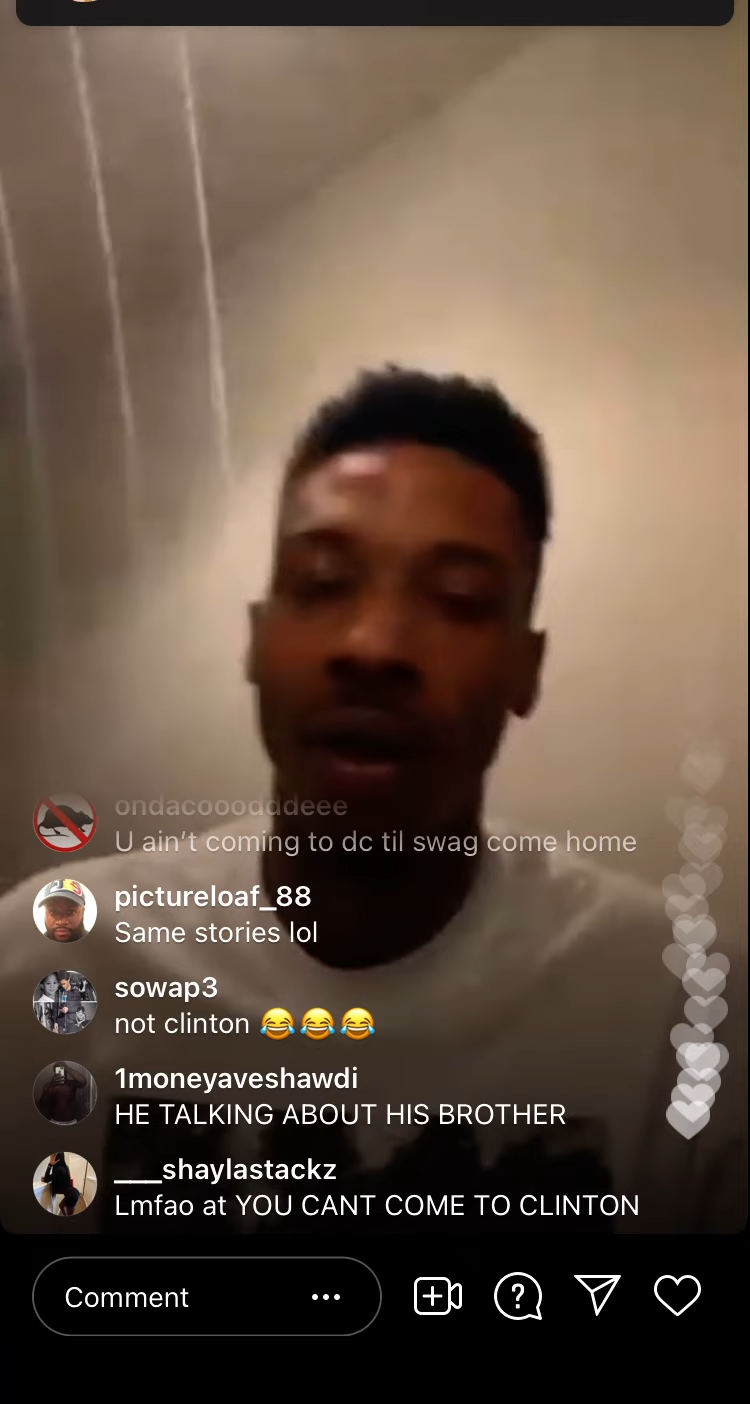 ondacooodddeee
U ain't coming to dc til swag come home
pictureloaf_88
Same stories lol
sowap3
not clinton 😂😂😂
1moneyaveshawdi
HE TALKING ABOUT HIS BROTHER
___shaylastackz
Lmfao at YOU CANT COME TO CLINTON
Comment